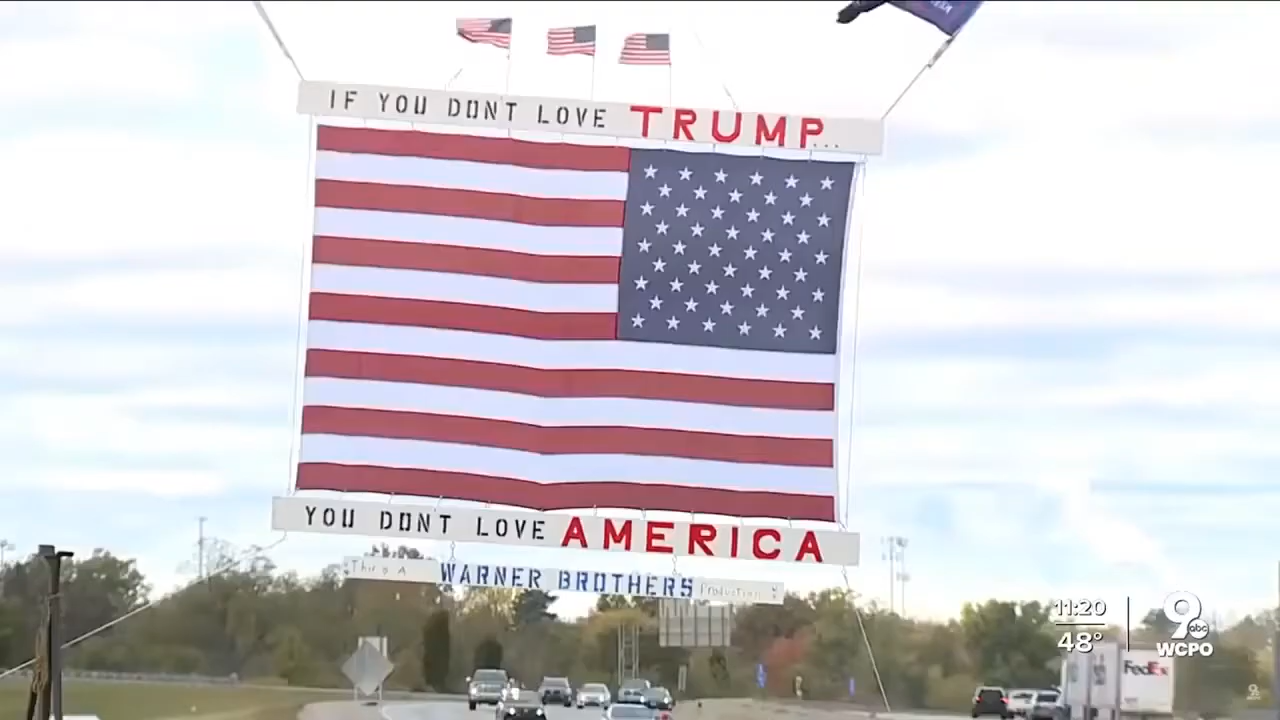 IF YOU DONT LOVE TRUMP...
YOU DONT LOVE AMERICA
This A WARNER BROTHERS Production
11:20
48°
9
abc
WCPO
FedEx